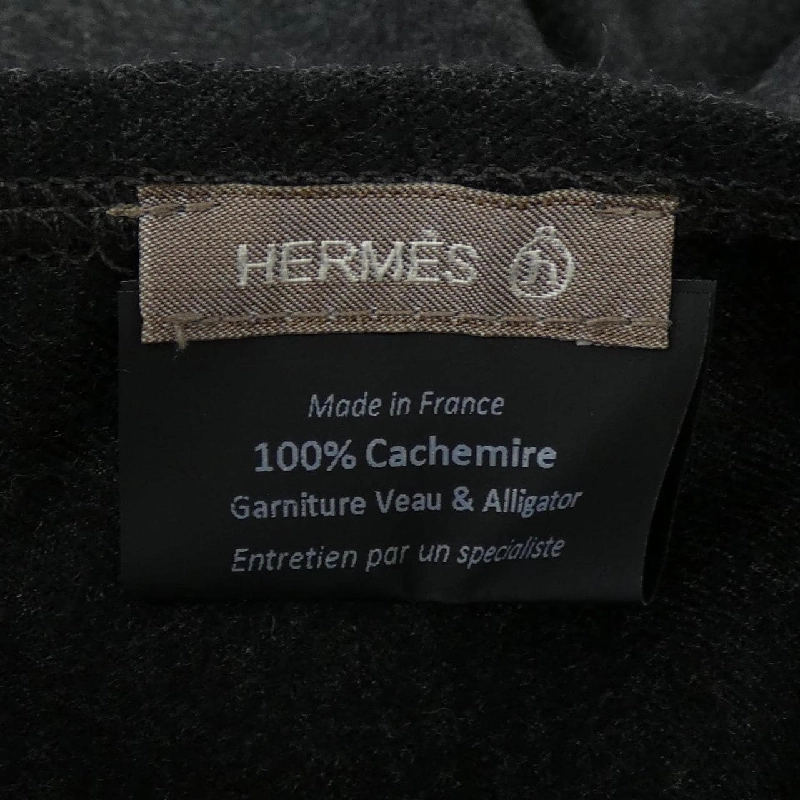 HERMÈS h
Made in France
100% Cachemire
Garniture Veau & Alligator
Entretien par un specialiste